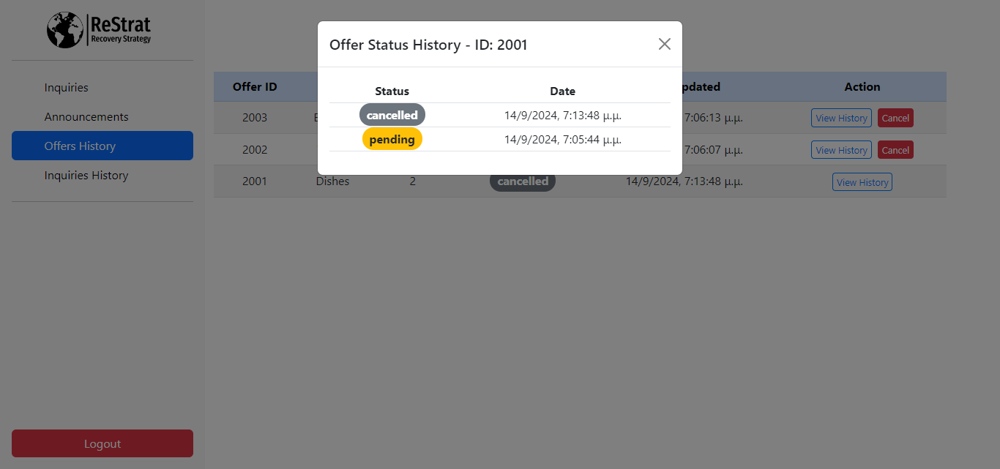 ReStrat
Recovery Strategy
Inquiries
Announcements
Offers History
Inquiries History
Logout
Offer Status History - ID: 2001
Status Date
cancelled 14/9/2024, 7:13:48 μ.μ.
pending 14/9/2024, 7:05:44 μ.μ.
Offer ID Action
2003 7:06:13 μ.μ. View History Cancel
2002 7:06:07 μ.μ. View History Cancel
2001 Dishes 2 cancelled 14/9/2024, 7:13:48 μ.μ. View History